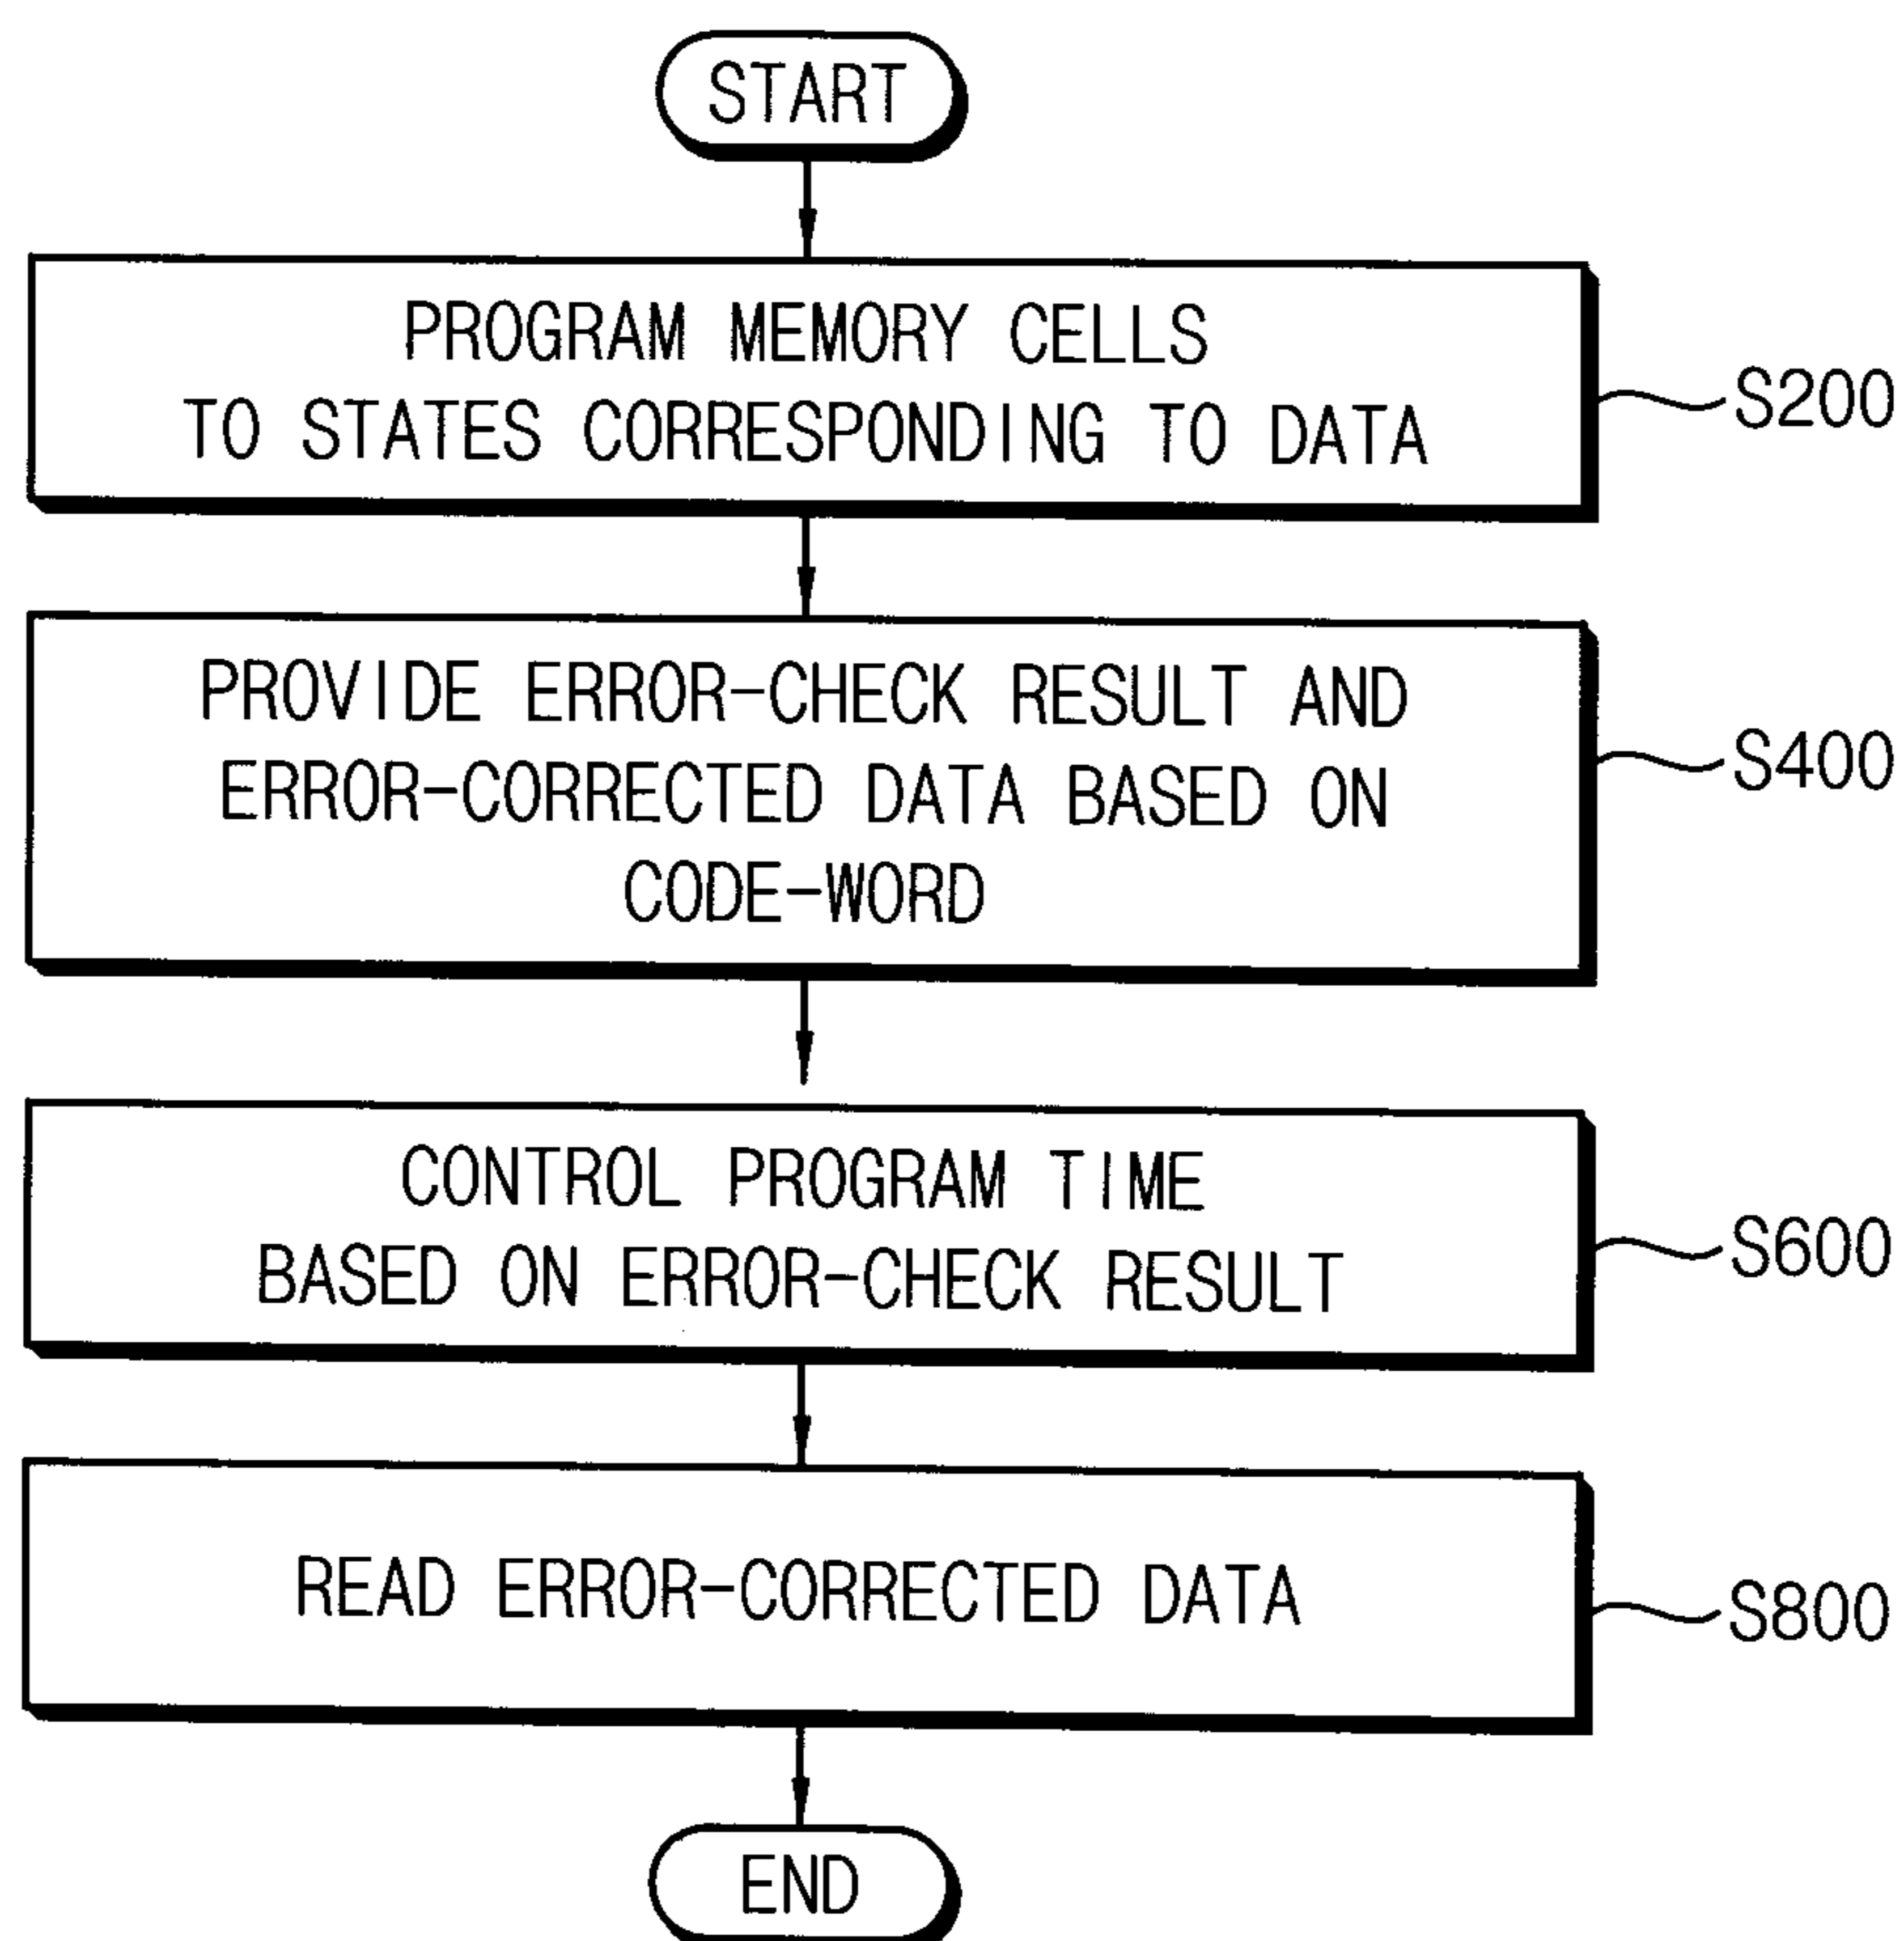 START
PROGRAM MEMORY CELLS
TO STATES CORRESPONDING TO DATA
S200
PROVIDE ERROR-CHECK RESULT AND
ERROR-CORRECTED DATA BASED ON
CODE-WORD
S400
CONTROL PROGRAM TIME
BASED ON ERROR-CHECK RESULT
S600
READ ERROR-CORRECTED DATA
S800
END